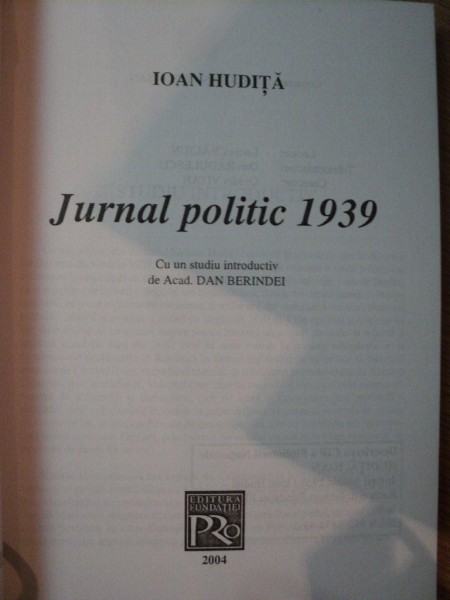 IOAN HUDIȚĂ
Jurnal politic 1939
Cu un studiu introductiv
de Acad. DAN BERINDEI
EDITURA
FUNDAȚIEI
PRO
2004